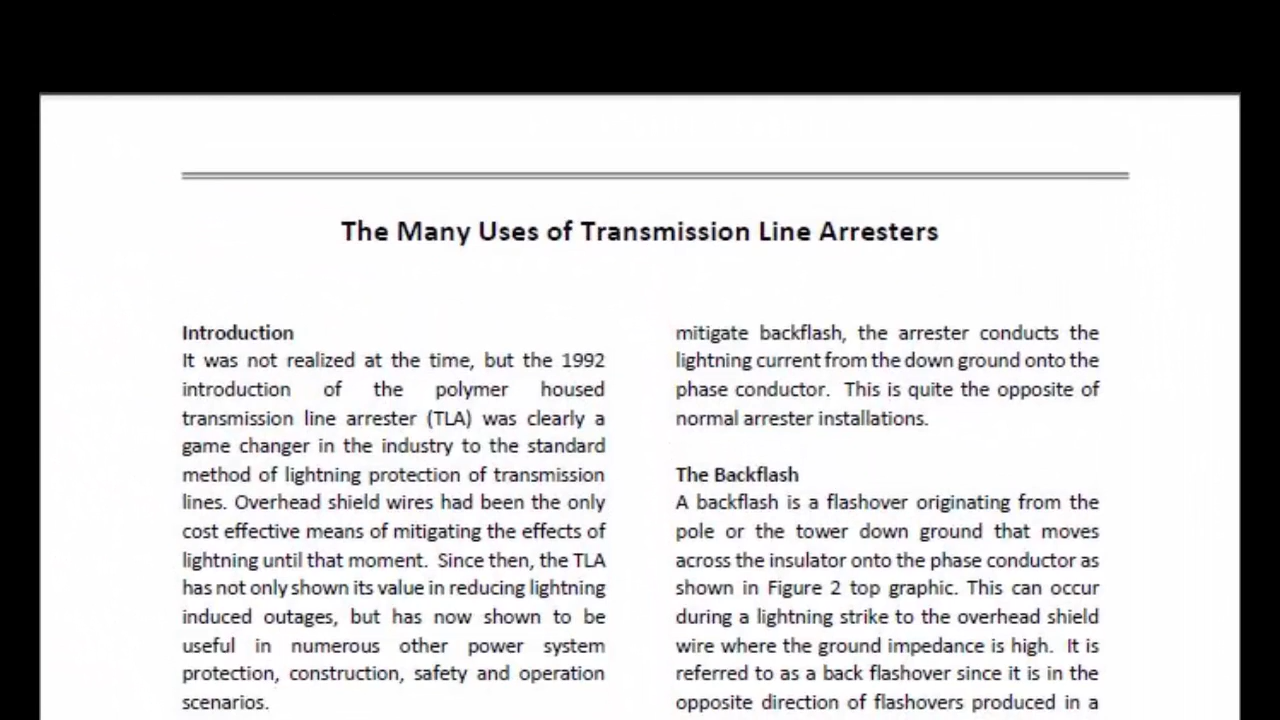 The Many Uses of Transmission Line Arresters
Introduction
It was not realized at the time, but the 1992
introduction of the polymer housed
transmission line arrester (TLA) was clearly a
game changer in the industry to the standard
method of lightning protection of transmission
lines. Overhead shield wires had been the only
cost effective means of mitigating the effects of
lightning until that moment. Since then, the TLA
has not only shown its value in reducing lightning
induced outages, but has now shown to be
useful in numerous other power system
protection, construction, safety and operation
scenarios.
mitigate backflash, the arrester conducts the
lightning current from the down ground onto the
phase conductor. This is quite the opposite of
normal arrester installations.
The Backflash
A backflash is a flashover originating from the
pole or the tower down ground that moves
across the insulator onto the phase conductor as
shown in Figure 2 top graphic. This can occur
during a lightning strike to the overhead shield
wire where the ground impedance is high. It is
referred to as a back flashover since it is in the
opposite direction of flashovers produced in a